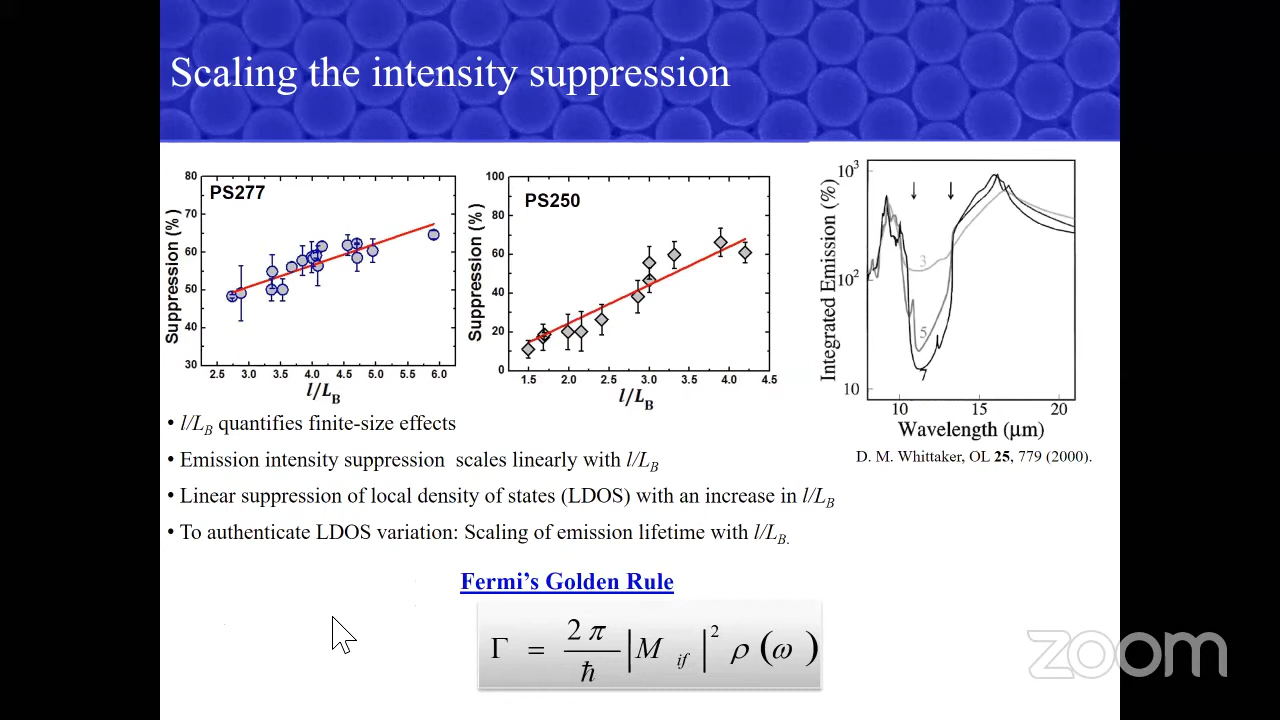 Scaling the intensity suppression
PS277
Suppression (%)
80
70
60
50
40
30
2.5 3.0 3.5 4.0 4.5 5.0 5.5 6.0
l/L_B
PS250
Suppression (%)
100
80
60
40
20
0
1.5 2.0 2.5 3.0 3.5 4.0 4.5
l/L_B
Integrated Emission (%)
10³
10²
10
3
5
7
10 15 20
Wavelength (μm)
D. M. Whittaker, OL 25, 779 (2000).
• l/L_B quantifies finite-size effects
• Emission intensity suppression scales linearly with l/L_B
• Linear suppression of local density of states (LDOS) with an increase in l/L_B
• To authenticate LDOS variation: Scaling of emission lifetime with l/L_B.
Fermi's Golden Rule
Γ = 2π/ħ |M_if|² ρ(ω)
zoom